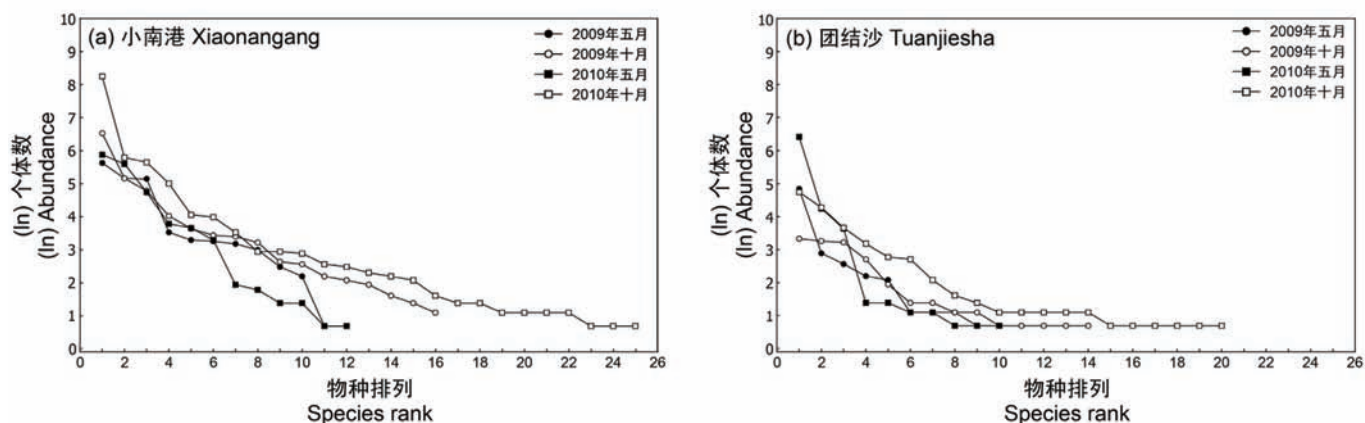 (a) 小南港 Xiaonangang
2009年五月
2009年十月
2010年五月
2010年十月
10
9
8
7
6
5
4
3
2
1
0
(ln) 个体数
(ln) Abundance
0 2 4 6 8 10 12 14 16 18 20 22 24 26
物种排列
Species rank
(b) 团结沙 Tuanjiesha
2009年五月
2009年十月
2010年五月
2010年十月
10
9
8
7
6
5
4
3
2
1
0
(ln) 个体数
(ln) Abundance
0 2 4 6 8 10 12 14 16 18 20 22 24 26
物种排列
Species rank